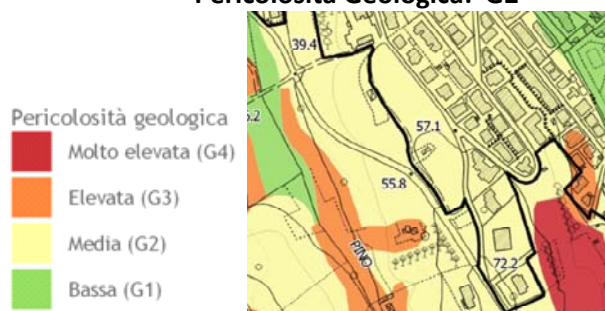 Pericolosità Geologica: G2
Pericolosità geologica
Molto elevata (G4)
Elevata (G3)
Media (G2)
Bassa (G1)
39.4
57.1
55.8
PINO
72.2